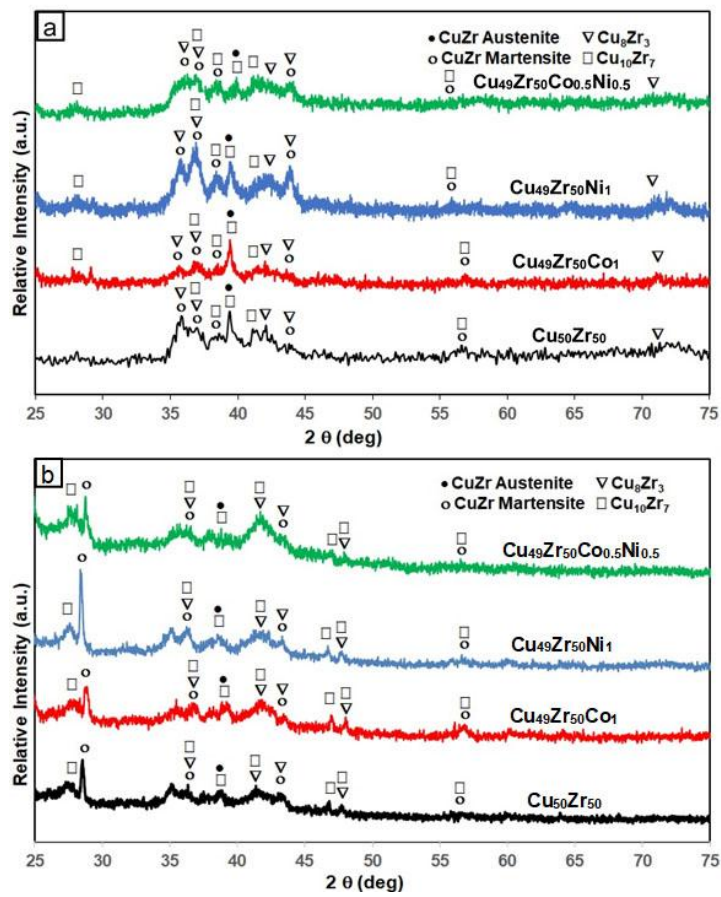 a
• CuZr Austenite ▽ Cu8Zr3
o CuZr Martensite □ Cu10Zr7
Cu49Zr50Co0.5Ni0.5
Cu49Zr50Ni1
Cu49Zr50Co1
Cu50Zr50
Relative Intensity (a.u.)
25 30 35 40 45 50 55 60 65 70 75
2 θ (deg)
b
• CuZr Austenite ▽ Cu8Zr3
o CuZr Martensite □ Cu10Zr7
Cu49Zr50Co0.5Ni0.5
Cu49Zr50Ni1
Cu49Zr50Co1
Cu50Zr50
Relative Intensity (a.u.)
25 30 35 40 45 50 55 60 65 70 75
2 θ (deg)